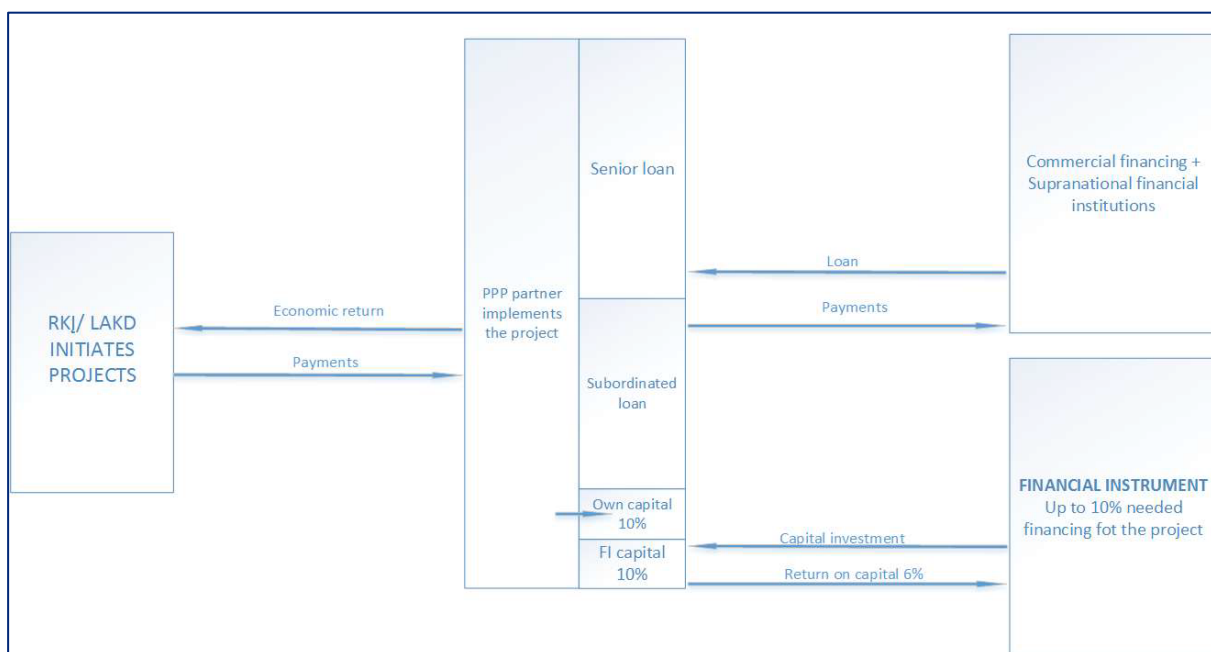 RKĮ/ LAKD
INITIATES
PROJECTS
Economic return
Payments
PPP partner
implements
the project
Senior loan
Subordinated
loan
Own capital
10%
FI capital
10%
Loan
Payments
Capital investment
Return on capital 6%
Commercial financing +
Supranational financial
institutions
FINANCIAL INSTRUMENT
Up to 10% needed
financing fot the project